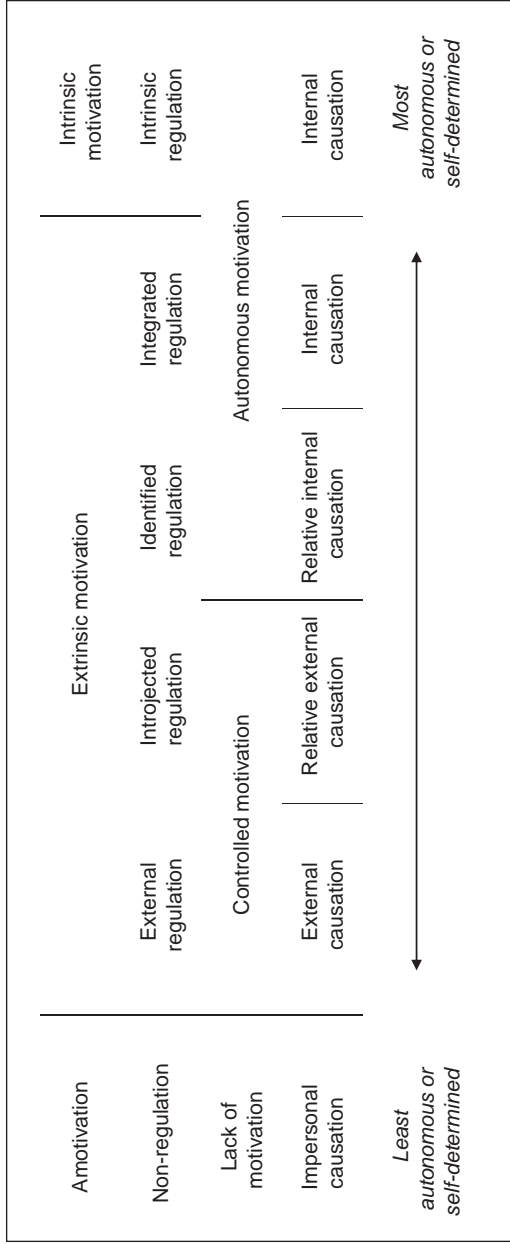 Amotivation
Extrinsic motivation
Intrinsic
motivation
Non-regulation
External
regulation
Introjected
regulation
Identified
regulation
Integrated
regulation
Intrinsic
regulation
Lack of
motivation
Controlled motivation
Autonomous motivation
Impersonal
causation
External
causation
Relative external
causation
Relative internal
causation
Internal
causation
Internal
causation
Least
autonomous or
self-determined
Most
autonomous or
self-determined